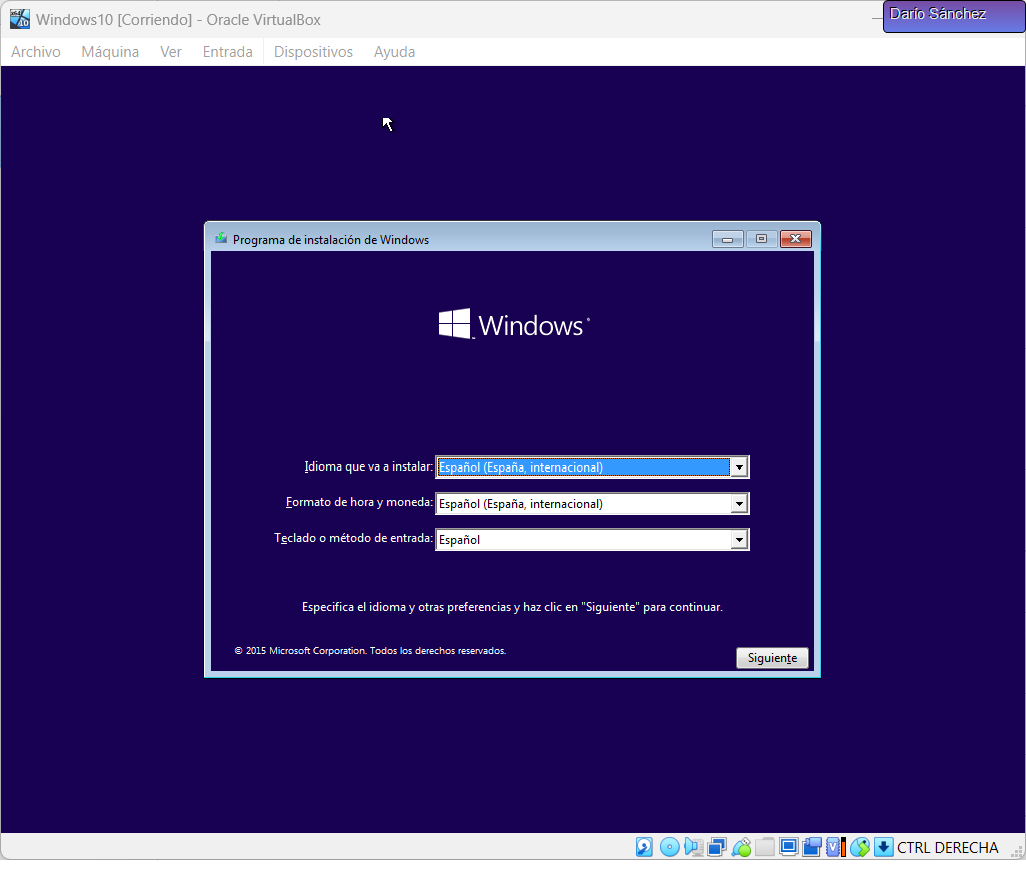 Windows10 [Corriendo] - Oracle VirtualBox
Darío Sánchez
Archivo Máquina Ver Entrada Dispositivos Ayuda
Programa de instalación de Windows
Windows
Idioma que va a instalar: Español (España, internacional)
Formato de hora y moneda: Español (España, internacional)
Teclado o método de entrada: Español
Especifica el idioma y otras preferencias y haz clic en "Siguiente" para continuar.
© 2015 Microsoft Corporation. Todos los derechos reservados.
Siguiente
CTRL DERECHA